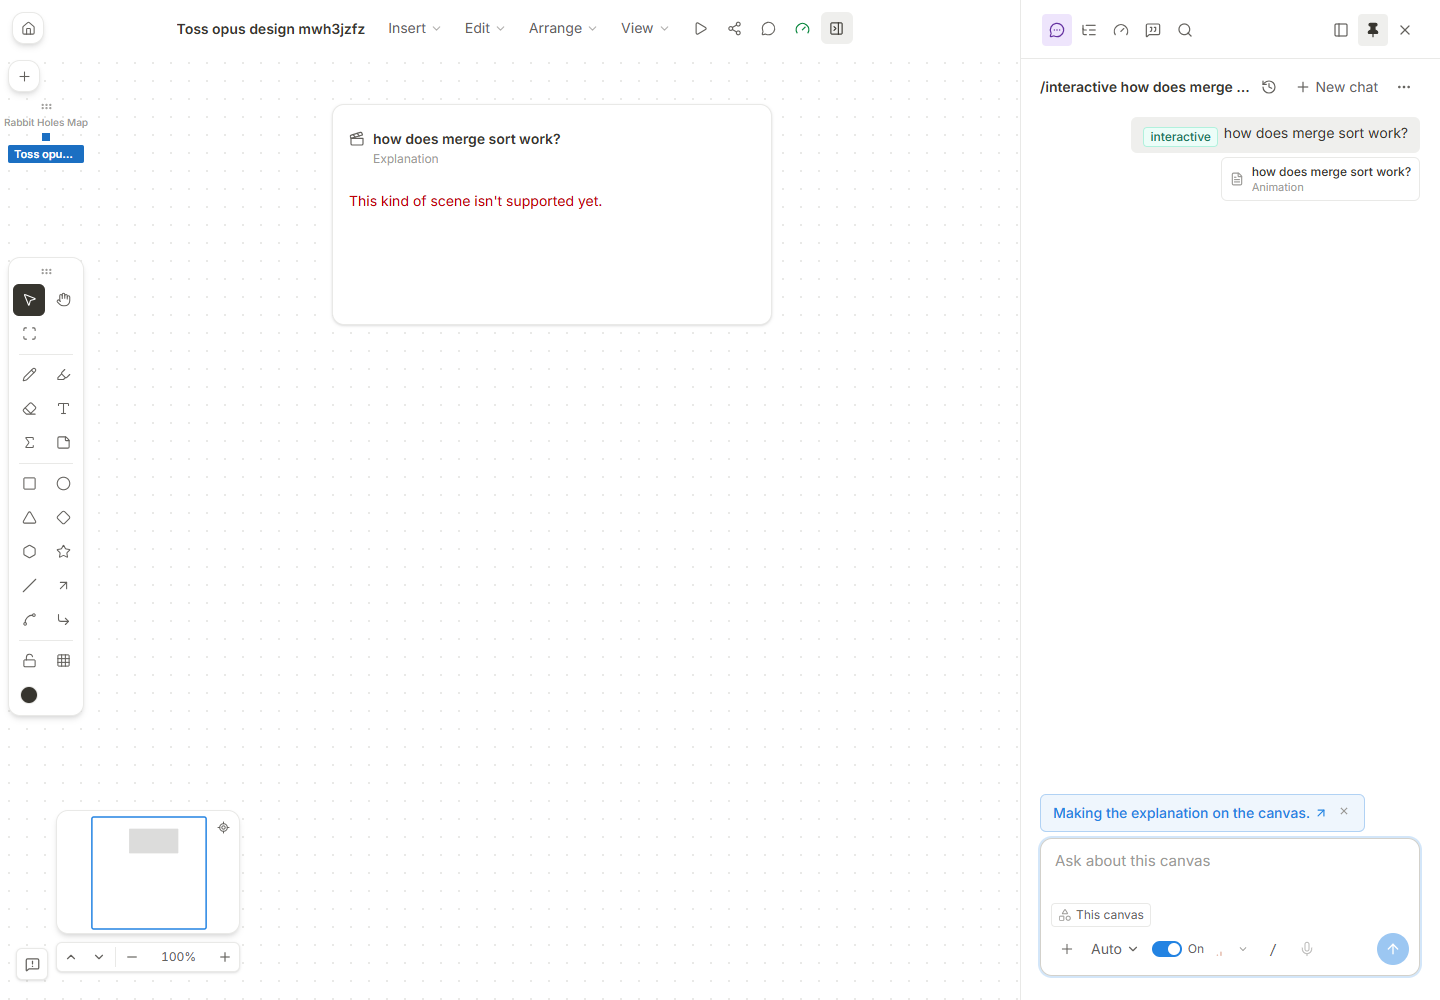 Toss opus design mwh3jzfz
Insert
Edit
Arrange
View
Rabbit Holes Map
Toss opu...
how does merge sort work?
Explanation
This kind of scene isn't supported yet.
100%
/interactive how does merge ...
New chat
interactive how does merge sort work?
how does merge sort work?
Animation
Making the explanation on the canvas.
Ask about this canvas
This canvas
Auto
On
/